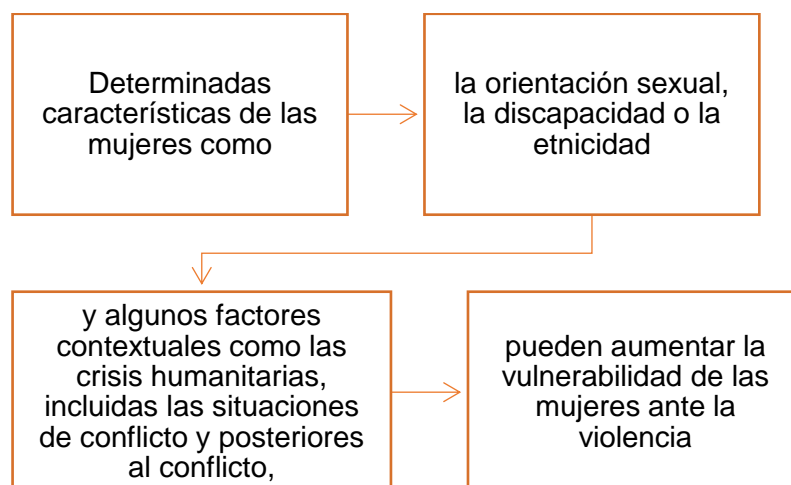 Determinadas
características de las
mujeres como
la orientación sexual,
la discapacidad o la
etnicidad
y algunos factores
contextuales como las
crisis humanitarias,
incluidas las situaciones
de conflicto y posteriores
al conflicto,
pueden aumentar la
vulnerabilidad de las
mujeres ante la
violencia